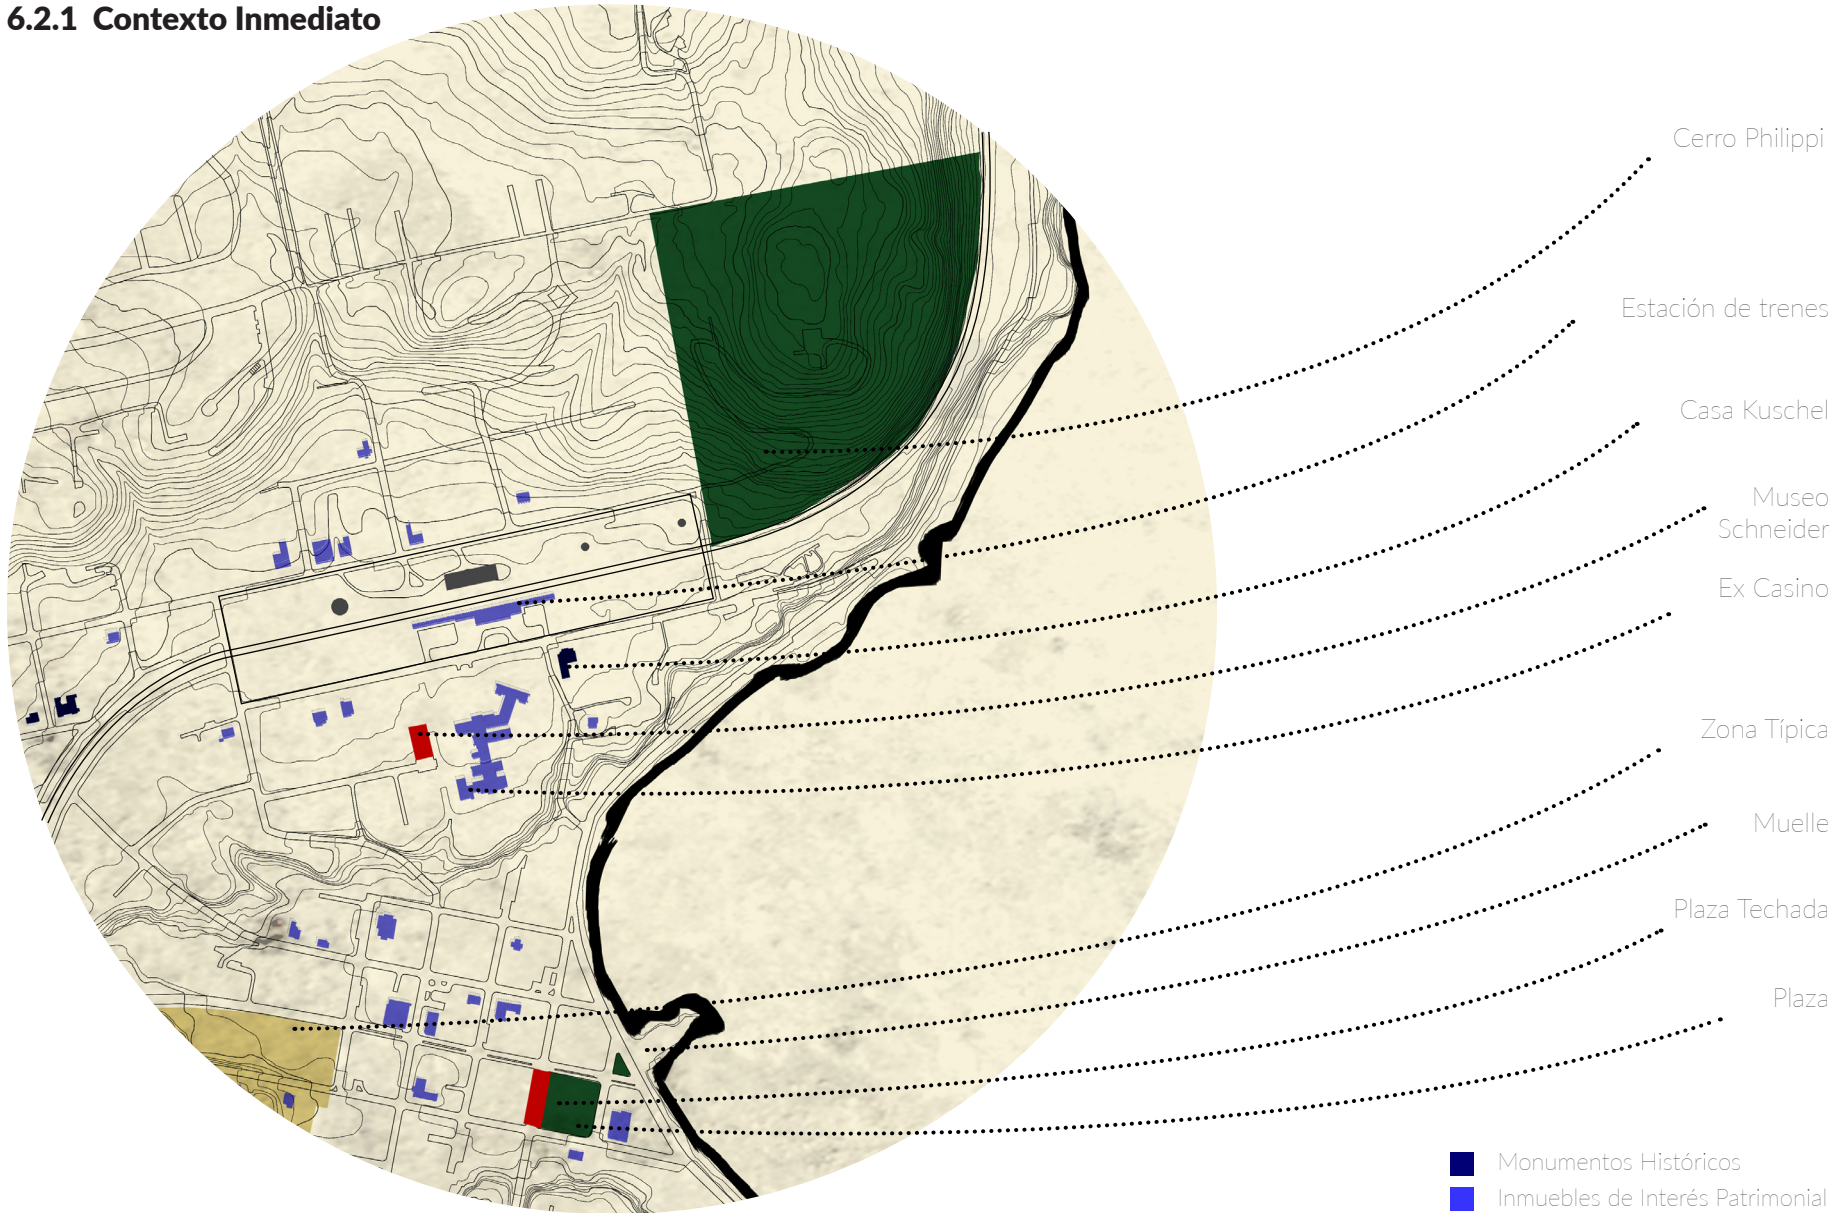 6.2.1 Contexto Inmediato
Cerro Philippi
Estación de trenes
Casa Kuschel
Museo
Schneider
Ex Casino
Zona Típica
Muelle
Plaza Techada
Plaza
Monumentos Históricos
Inmuebles de Interés Patrimonial